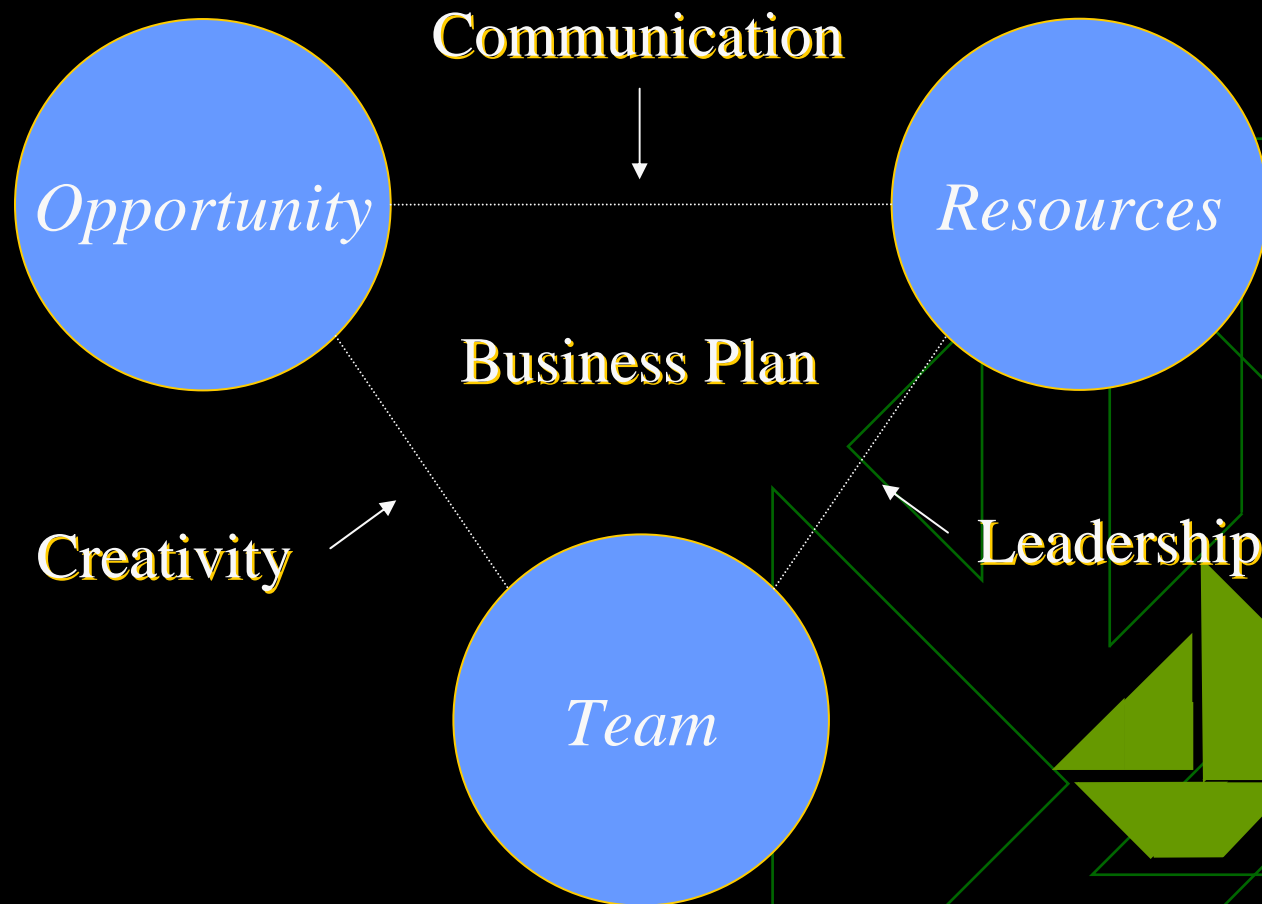 Communication
Opportunity
Resources
Business Plan
Creativity
Leadership
Team